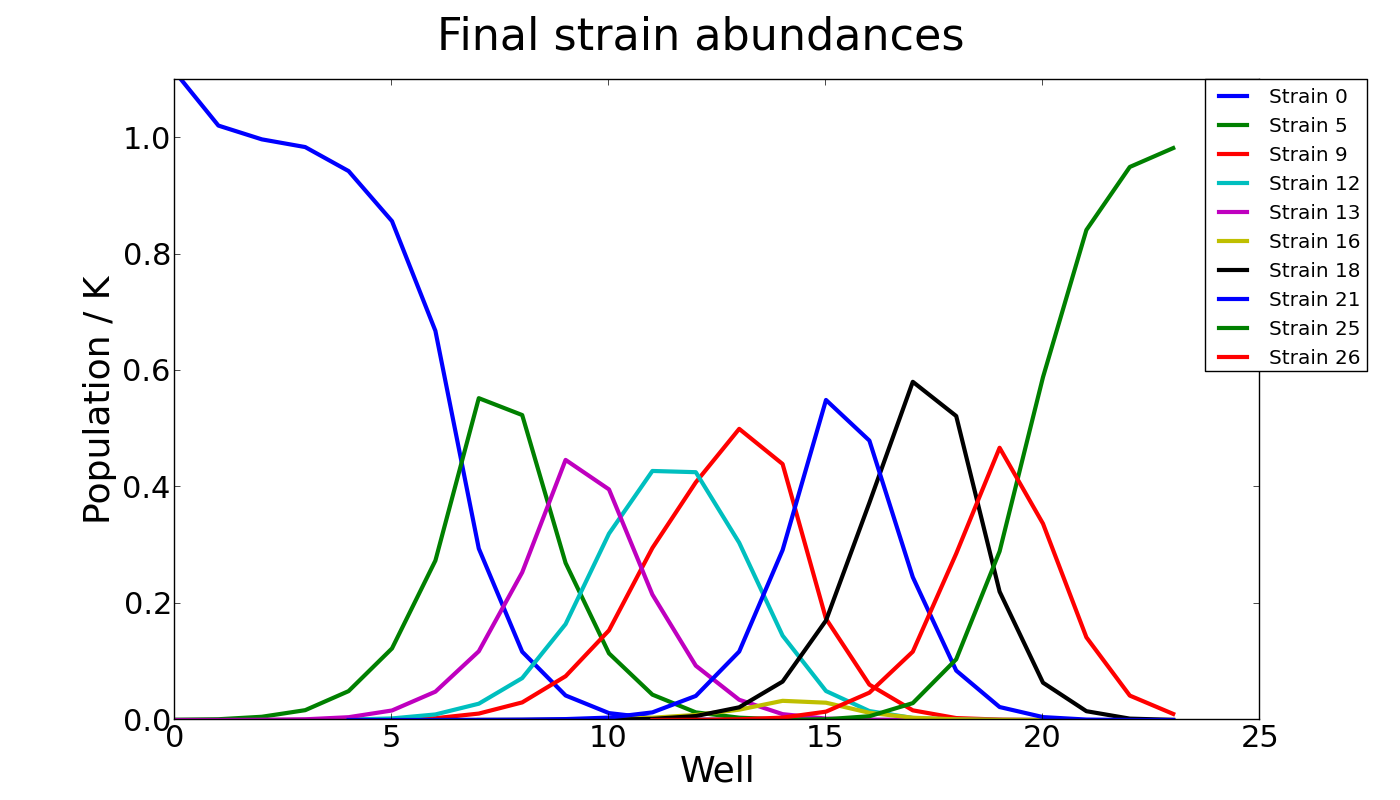 Final strain abundances
Population / K
1.0
0.8
0.6
0.4
0.2
0.0
0 5 10 15 20 25
Well
Strain 0
Strain 5
Strain 9
Strain 12
Strain 13
Strain 16
Strain 18
Strain 21
Strain 25
Strain 26